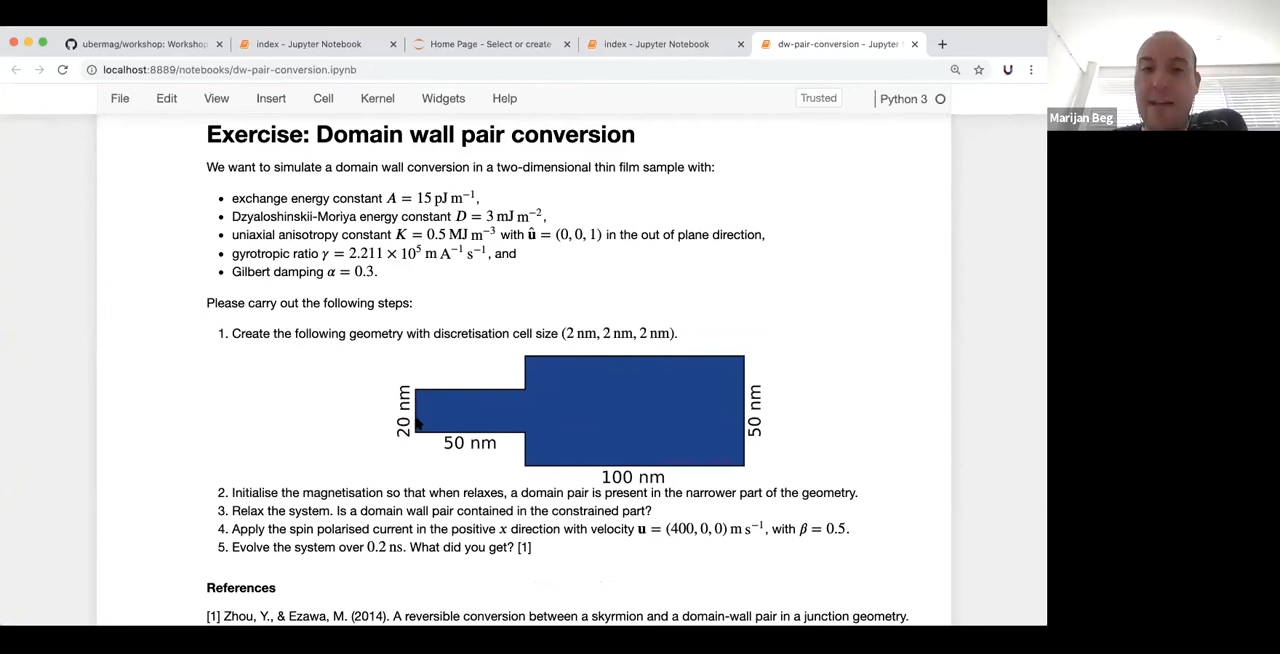 ubermag/workshop: Workshop
index - Jupyter Notebook
Home Page - Select or create
index - Jupyter Notebook
dw-pair-conversion - Jupyter
localhost:8889/notebooks/dw-pair-conversion.ipynb
File Edit View Insert Cell Kernel Widgets Help
Trusted
Python 3
Marijan Beg
Exercise: Domain wall pair conversion
We want to simulate a domain wall conversion in a two-dimensional thin film sample with:
• exchange energy constant A = 15 pJ m⁻¹,
• Dzyaloshinskii-Moriya energy constant D = 3 mJ m⁻²,
• uniaxial anisotropy constant K = 0.5 MJ m⁻³ with û = (0, 0, 1) in the out of plane direction,
• gyrotropic ratio γ = 2.211 × 10⁵ m A⁻¹ s⁻¹, and
• Gilbert damping α = 0.3.
Please carry out the following steps:
1. Create the following geometry with discretisation cell size (2 nm, 2 nm, 2 nm).
20 nm
50 nm
50 nm
100 nm
2. Initialise the magnetisation so that when relaxes, a domain pair is present in the narrower part of the geometry.
3. Relax the system. Is a domain wall pair contained in the constrained part?
4. Apply the spin polarised current in the positive x direction with velocity u = (400, 0, 0) m s⁻¹, with β = 0.5.
5. Evolve the system over 0.2 ns. What did you get? [1]
References
[1] Zhou, Y., & Ezawa, M. (2014). A reversible conversion between a skyrmion and a domain-wall pair in a junction geometry.